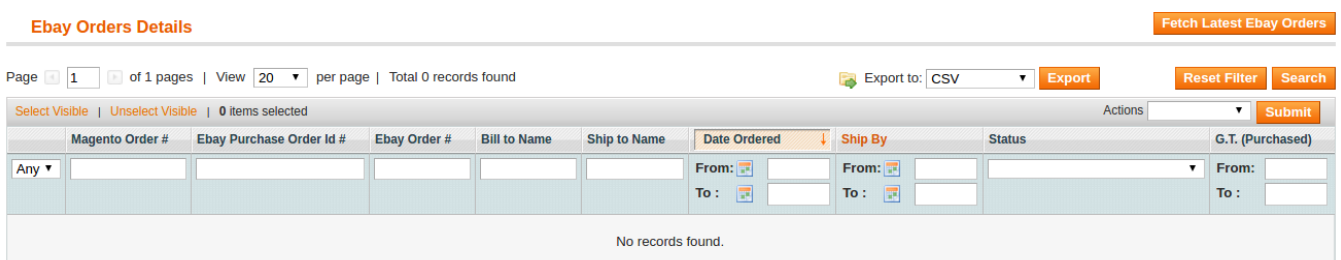 Ebay Orders Details
Fetch Latest Ebay Orders
Page 1 of 1 pages | View 20 per page | Total 0 records found
Export to: CSV Export Reset Filter Search
Select Visible | Unselect Visible | 0 items selected
Actions Submit
Magento Order # Ebay Purchase Order Id # Ebay Order # Bill to Name Ship to Name Date Ordered ↓ Ship By Status G.T. (Purchased)
Any From: From: From:
To : To : To :
No records found.